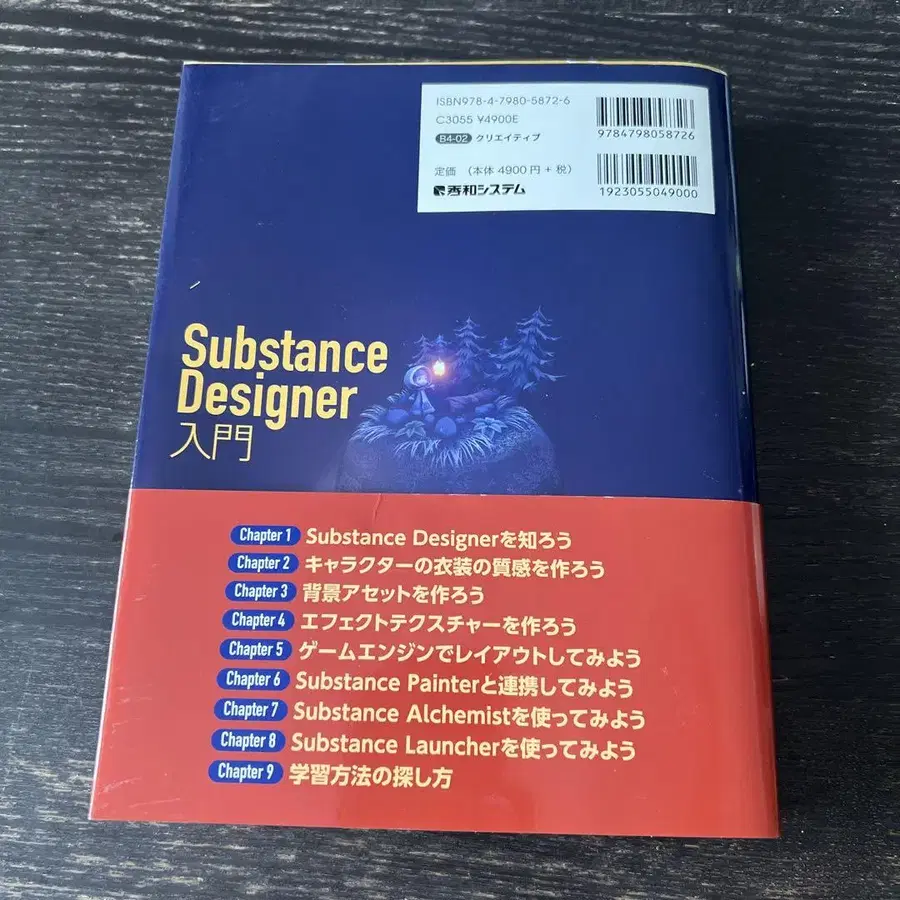 ISBN978-4-7980-5872-6
C3055 ¥4900E
B4-02 クリエイティブ
定価 （本体 4900 円 + 税）
秀和システム
9784798058726
1923055049000
Substance
Designer
入門
Chapter 1 Substance Designerを知ろう
Chapter 2 キャラクターの衣装の質感を作ろう
Chapter 3 背景アセットを作ろう
Chapter 4 エフェクトテクスチャーを作ろう
Chapter 5 ゲームエンジンでレイアウトしてみよう
Chapter 6 Substance Painterと連携してみよう
Chapter 7 Substance Alchemistを使ってみよう
Chapter 8 Substance Launcherを使ってみよう
Chapter 9 学習方法の探し方